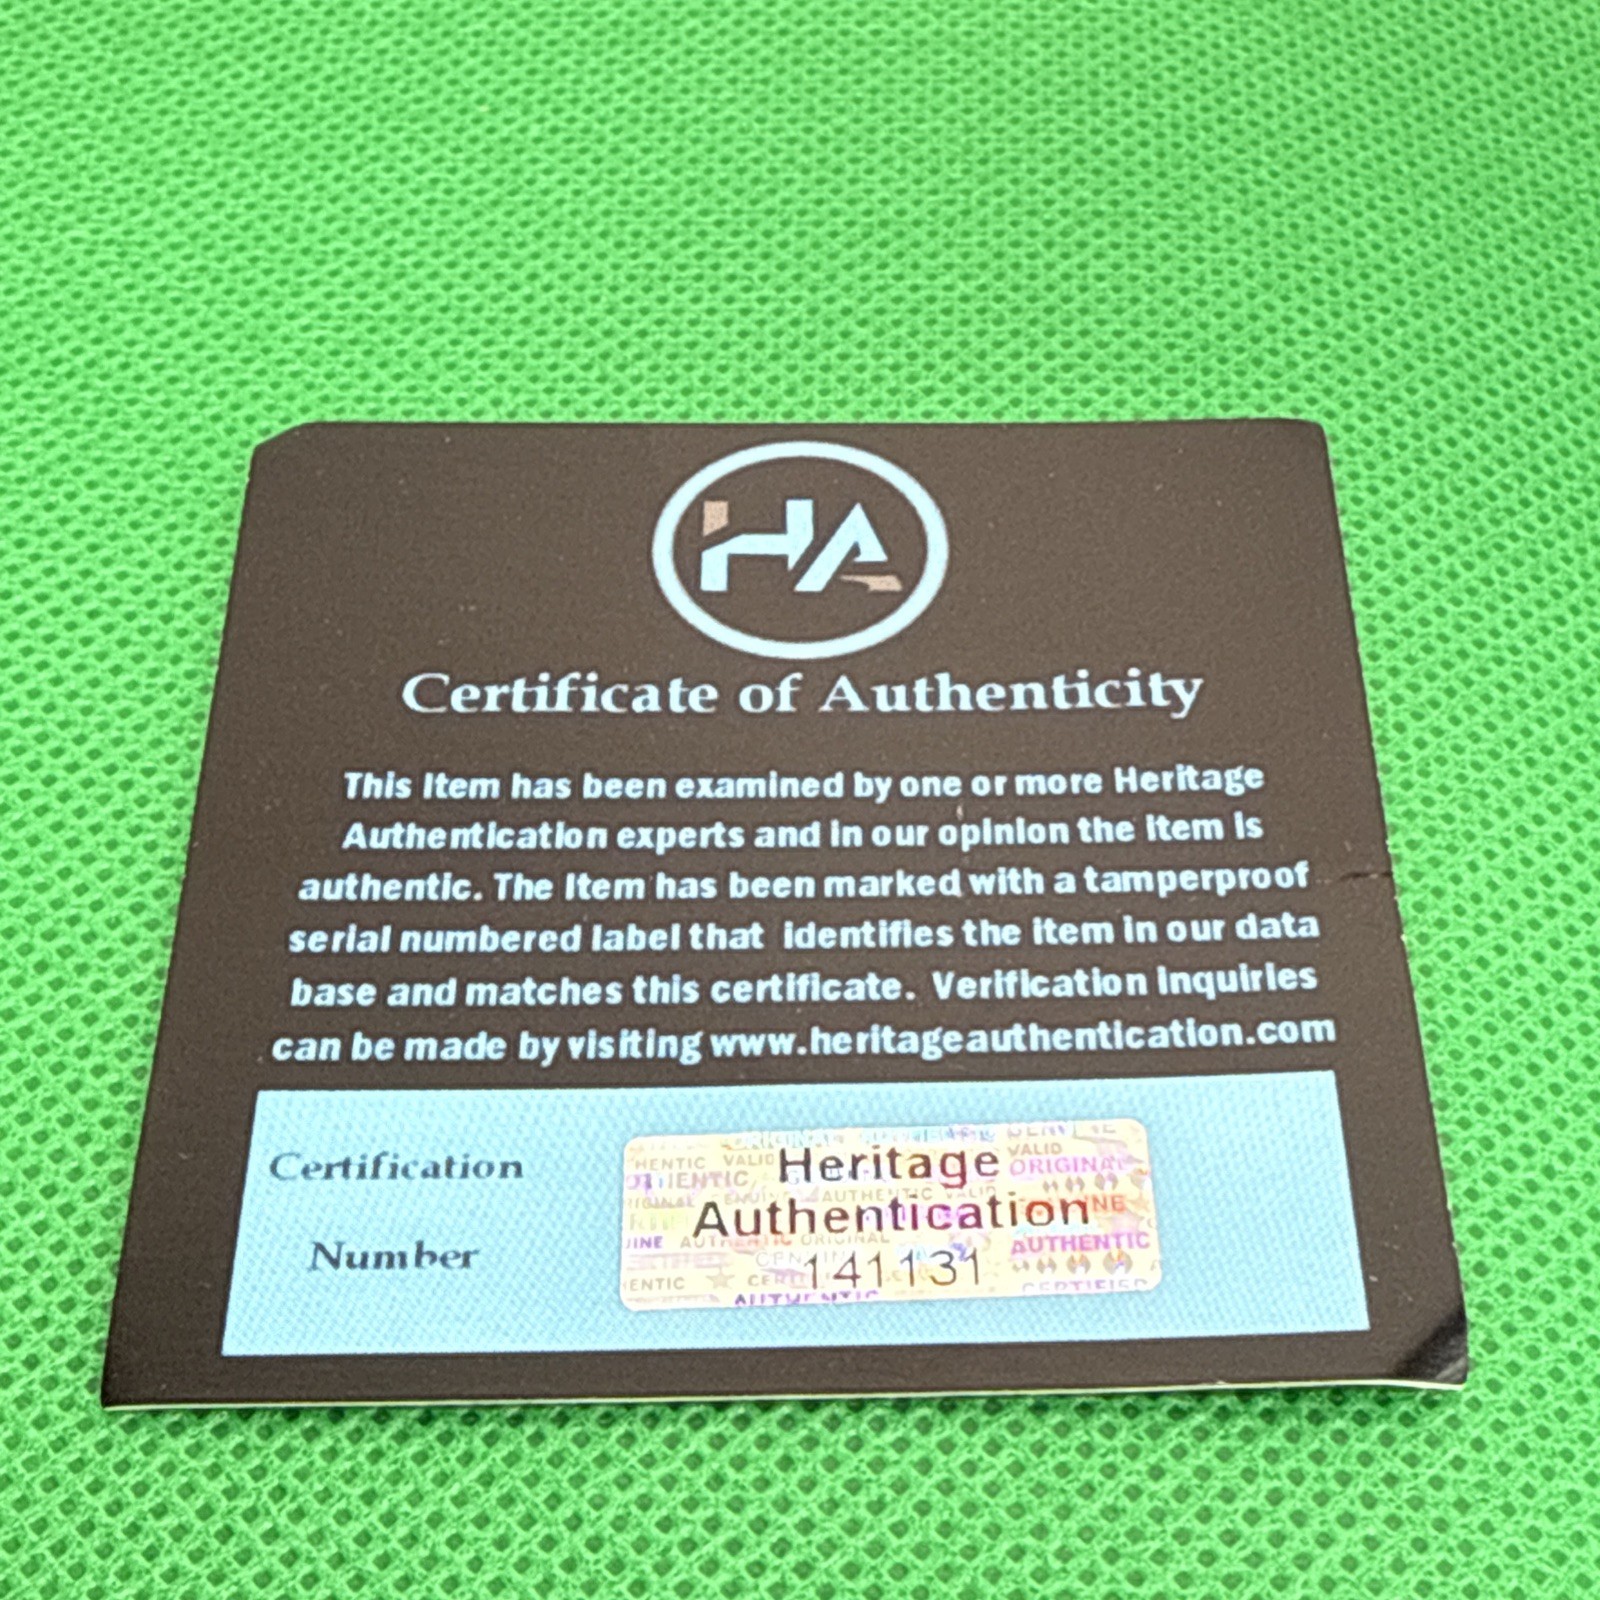 HA
Certificate of Authenticity
This Item has been examined by one or more Heritage
Authentication experts and in our opinion the item is
authentic. The Item has been marked with a tamperproof
serial numbered label that identifies the item in our data
base and matches this certificate. Verification Inquiries
can be made by visiting www.heritageauthentication.com
Certification
Number
Heritage
Authentication
141131